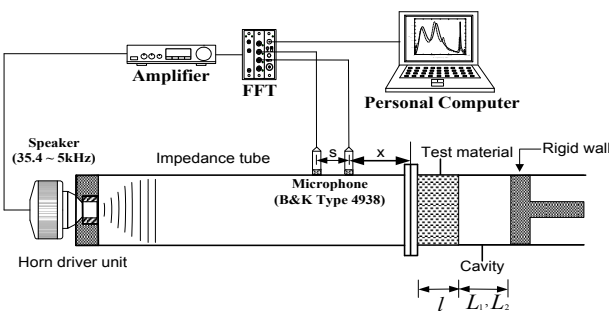 Amplifier
FFT
Personal Computer
Speaker
(35.4 ~ 5kHz)
Impedance tube
s
x
Test material
Rigid wall
Microphone
(B&K Type 4938)
Horn driver unit
Cavity
l
L1, L2